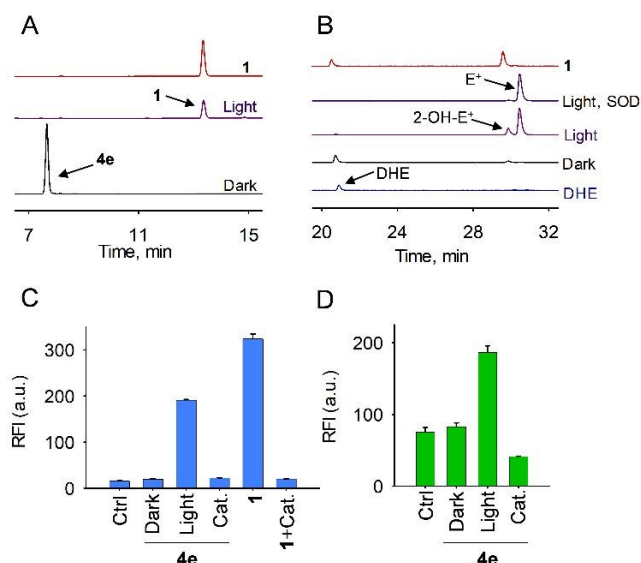 A
1
1
Light
4e
Dark
7
11
15
Time, min
B
1
E⁺
Light, SOD
2-OH-E⁺
Light
Dark
DHE
DHE
20
24
28
32
Time, min
C
RFI (a.u.)
300
200
100
0
Ctrl
Dark
Light
Cat.
1
1+Cat.
4e
D
RFI (a.u.)
200
100
0
Ctrl
Dark
Light
Cat.
4e